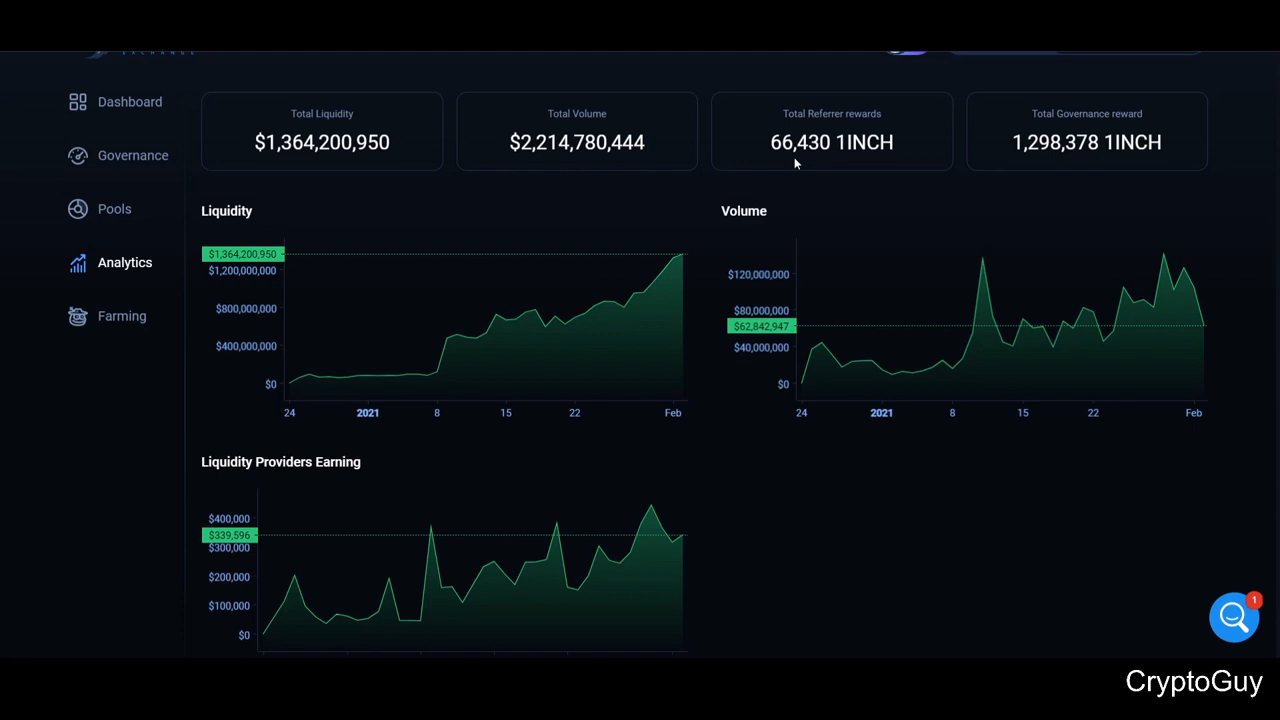 EXCHANGE
Dashboard
Governance
Pools
Analytics
Farming
Total Liquidity
$1,364,200,950
Total Volume
$2,214,780,444
Total Referrer rewards
66,430 1INCH
Total Governance reward
1,298,378 1INCH
Liquidity
$1,364,200,950
$1,200,000,000
$800,000,000
$400,000,000
$0
24 2021 8 15 22 Feb
Volume
$120,000,000
$80,000,000
$62,842,947
$40,000,000
$0
24 2021 8 15 22 Feb
Liquidity Providers Earning
$400,000
$339,596
$300,000
$200,000
$100,000
$0
1
CryptoGuy